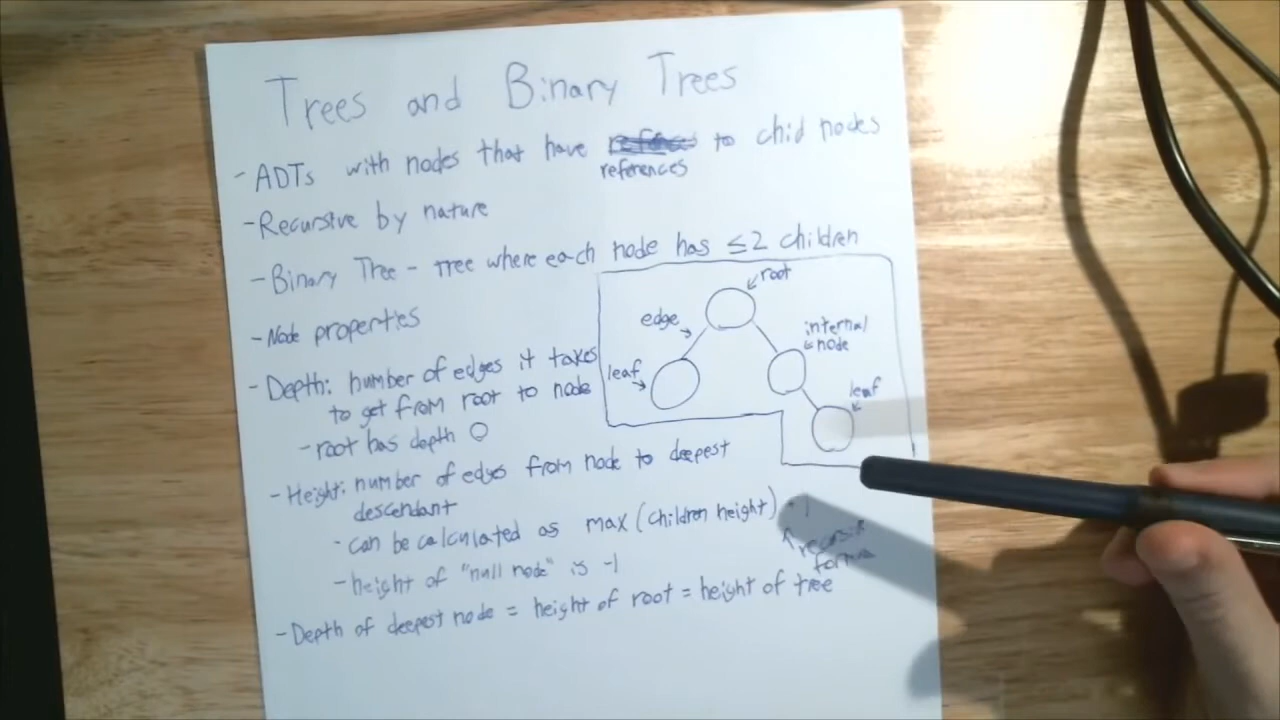 Trees and Binary Trees
- ADTs with nodes that have references to chid nodes
- Recursive by nature
- Binary Tree - Tree where each node has ≤2 children
root
edge
internal node
leaf
leaf
- Node properties
- Depth: number of edges it takes
to get from root to node
- root has depth 0
- Height: number of edges from node to deepest
descendant
- can be calculated as max (children height)
- height of "null node" is -1
- Depth of deepest node = height of root = height of tree